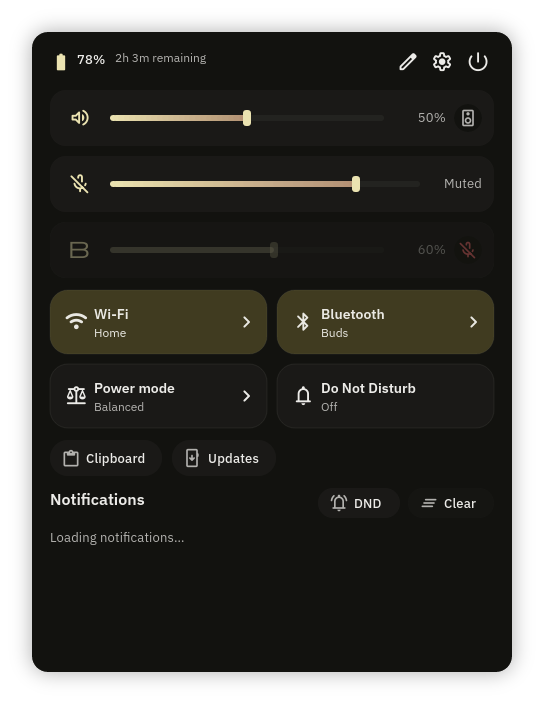 78% 2h 3m remaining
50%
Muted
60%
Wi-Fi
Home
Bluetooth
Buds
Power mode
Balanced
Do Not Disturb
Off
Clipboard
Updates
Notifications
DND
Clear
Loading notifications...